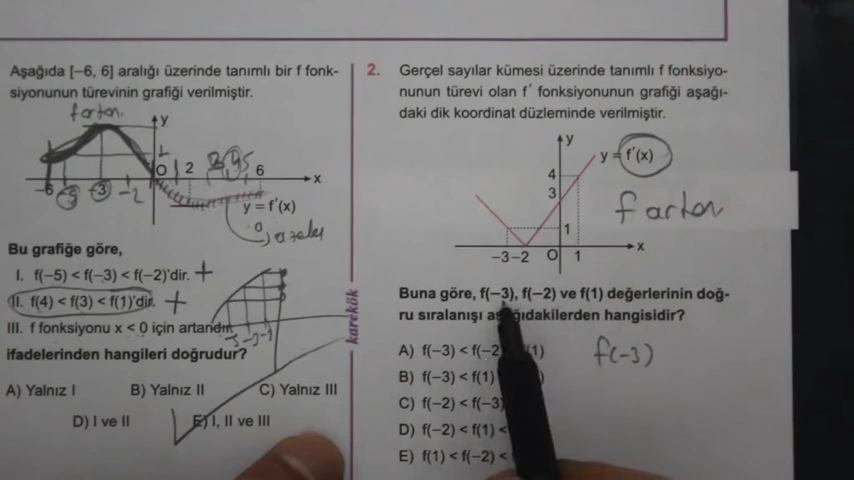 Aşağıda [−6, 6] aralığı üzerinde tanımlı bir f fonk-
siyonunun türevinin grafiği verilmiştir.
f artan
y
O 2 6 x
-6 -3 -2
y = f'(x)
Bu grafiğe göre,
I. f(−5) < f(−3) < f(−2)'dir. +
II. f(4) < f(3) < f(1)'dir. +
III. f fonksiyonu x < 0 için artandır.
ifadelerinden hangileri doğrudur?
A) Yalnız I B) Yalnız II C) Yalnız III
D) I ve II E) I, II ve III
karekök
2. Gerçel sayılar kümesi üzerinde tanımlı f fonksiyo-
nunun türevi olan f' fonksiyonunun grafiği aşağı-
daki dik koordinat düzleminde verilmiştir.
y
y = f'(x)
4
3
1
−3 −2 O 1 x
f artan
Buna göre, f(−3), f(−2) ve f(1) değerlerinin doğ-
ru sıralanışı aşağıdakilerden hangisidir?
A) f(−3) < f(−2) f(1)
B) f(−3) < f(1)
C) f(−2) < f(−3)
D) f(−2) < f(1) <
E) f(1) < f(−2) <
f(-3)